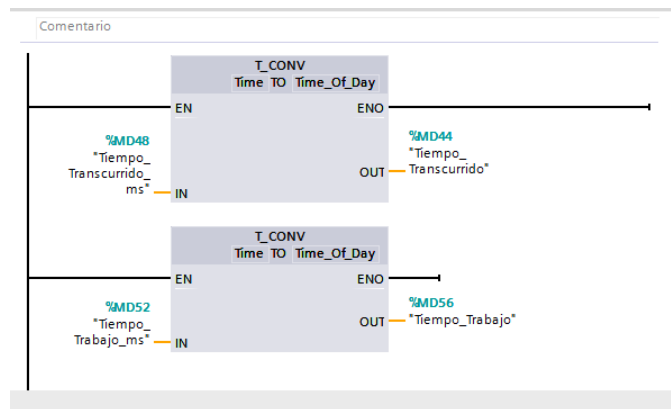 Comentario
T_CONV
Time TO Time_Of_Day
EN
ENO
%MD48
"Tiempo_
Transcurrido_
ms"
IN
%MD44
"Tiempo_
Transcurrido"
OUT
T_CONV
Time TO Time_Of_Day
EN
ENO
%MD52
"Tiempo_
Trabajo_ms"
IN
%MD56
"Tiempo_Trabajo"
OUT